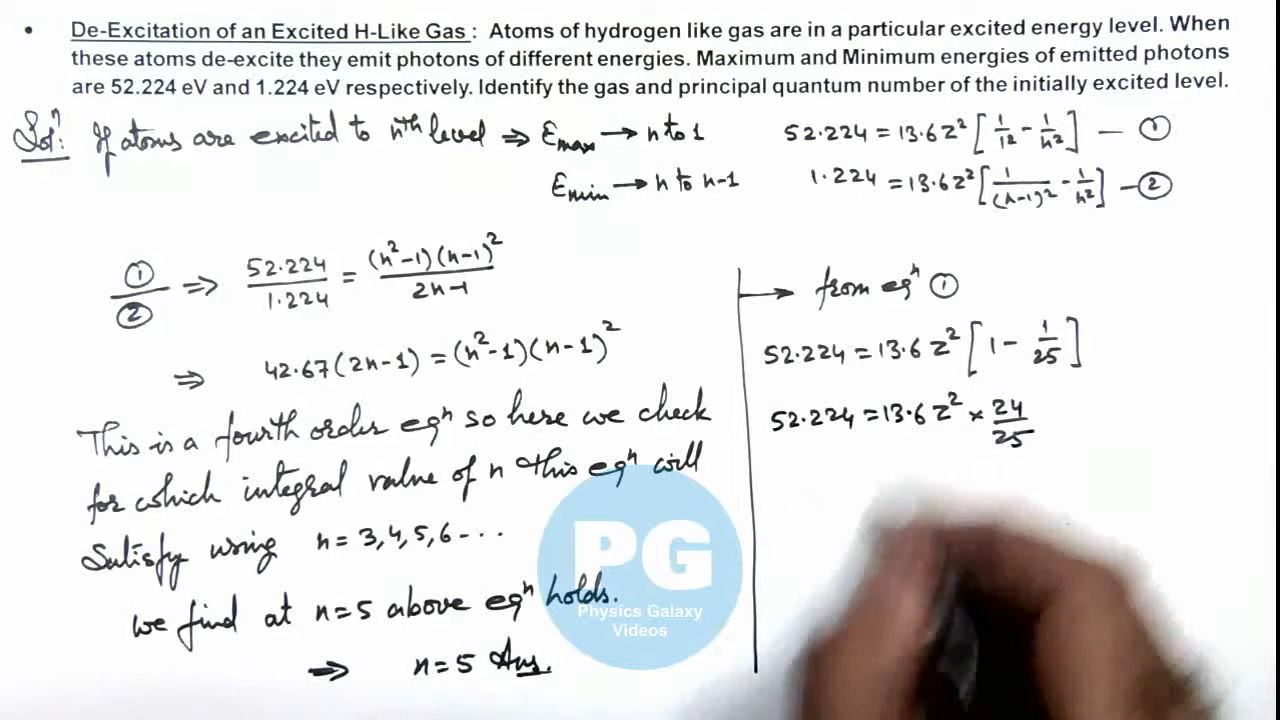 • De-Excitation of an Excited H-Like Gas : Atoms of hydrogen like gas are in a particular excited energy level. When
these atoms de-excite they emit photons of different energies. Maximum and Minimum energies of emitted photons
are 52.224 eV and 1.224 eV respectively. Identify the gas and principal quantum number of the initially excited level.
Solⁿ: If atoms are excited to nth level ⇒ Emax → n to 1
Emin → n to n-1
52.224 = 13.6 z² [1/1² - 1/n²] — ①
1.224 = 13.6 z² [1/(n-1)² - 1/n²] — ②
①/② ⇒ 52.224/1.224 = (n²-1)(n-1)²/2n-1
⇒ 42.67(2n-1) = (n²-1)(n-1)²
This is a fourth order eqⁿ so here we check
for which integral value of n this eqⁿ will
Satisfy using n = 3,4,5,6 ...
we find at n=5 above eqⁿ holds.
⇒ n=5 Ans.
→ from eqⁿ ①
52.224 = 13.6 z² [1 - 1/25]
52.224 = 13.6 z² × 24/25
PG
Physics Galaxy
Videos